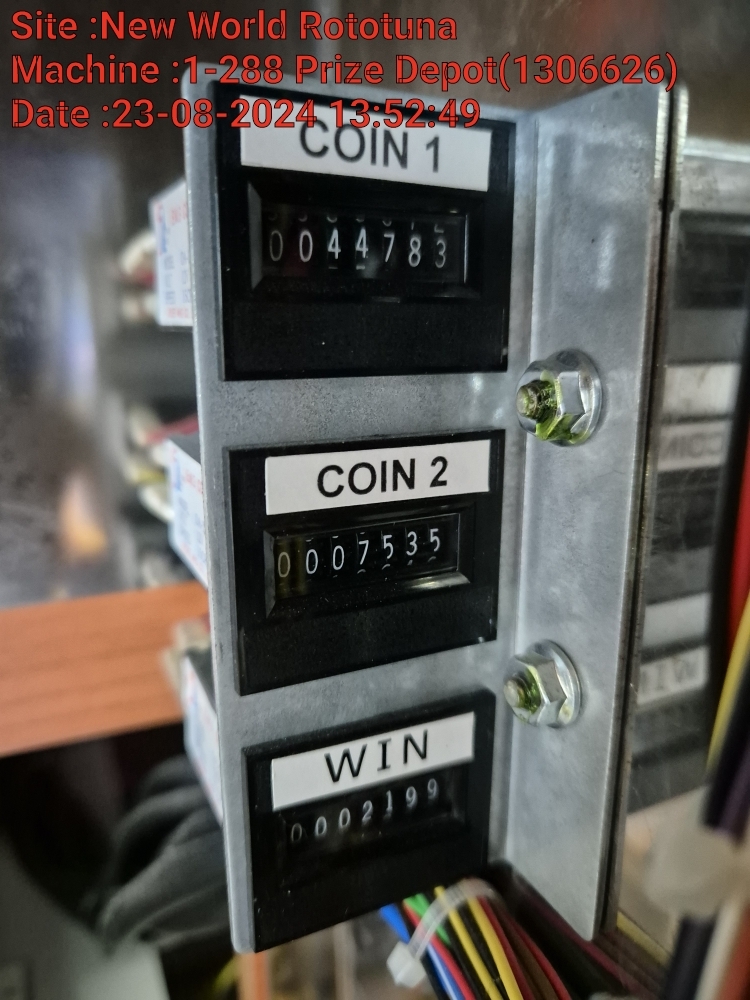 Site :New World Rototuna
Machine :1-288 Prize Depot(1306626)
Date :23-08-2024 13:52:49
COIN 1
0044783
COIN 2
0007535
WIN
0002199